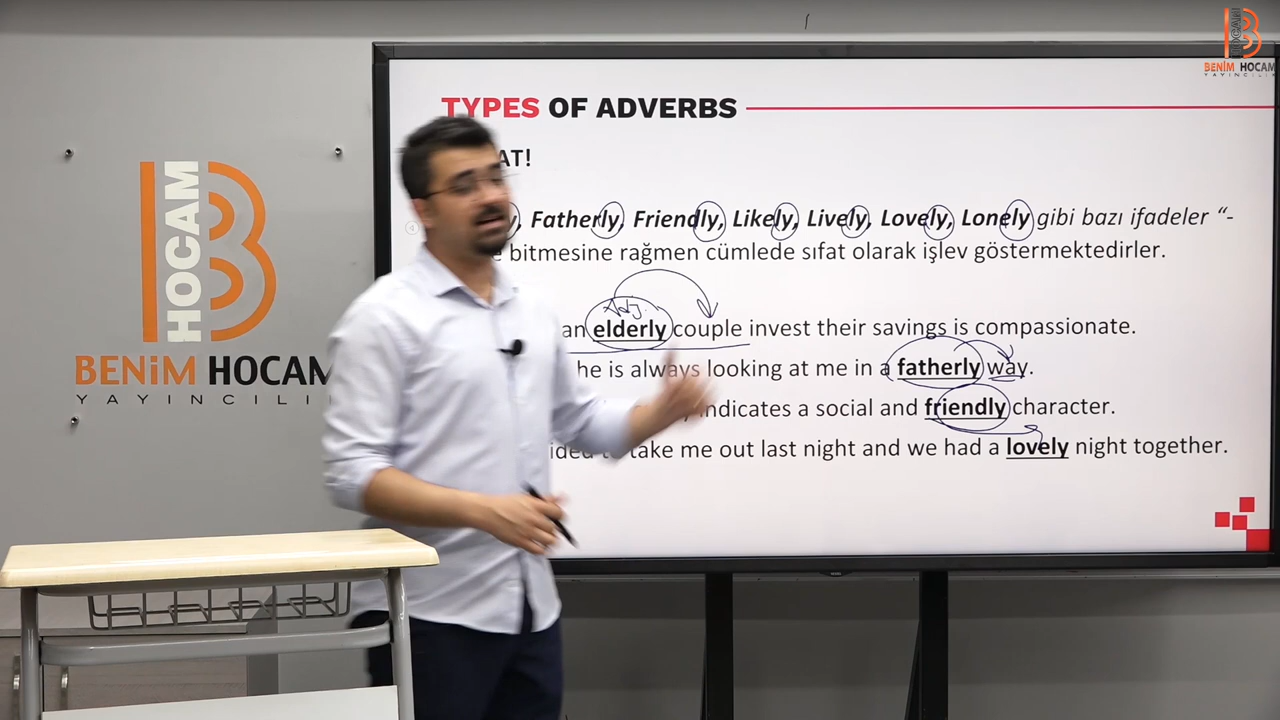 HOCAM
BENİM HOCAM
YAYINCILIK
HOCAM
BENİM HOCAM
TYPES OF ADVERBS
AT!
Fatherly, Friendly, Likely, Lively, Lovely, Lonely gibi bazı ifadeler “-
bitmesine rağmen cümlede sıfat olarak işlev göstermektedirler.
Adj.
an elderly couple invest their savings is compassionate.
he is always looking at me in a fatherly way.
indicates a social and friendly character.
take me out last night and we had a lovely night together.